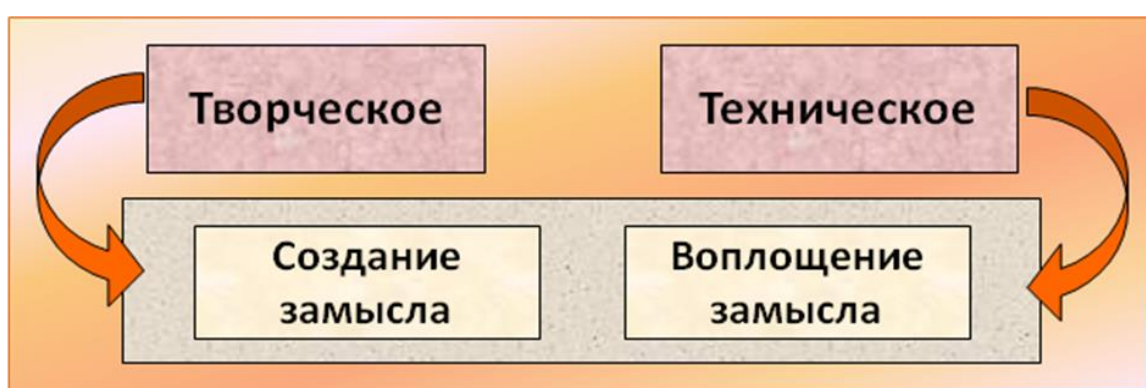 Творческое
Техническое
Создание
замысла
Воплощение
замысла